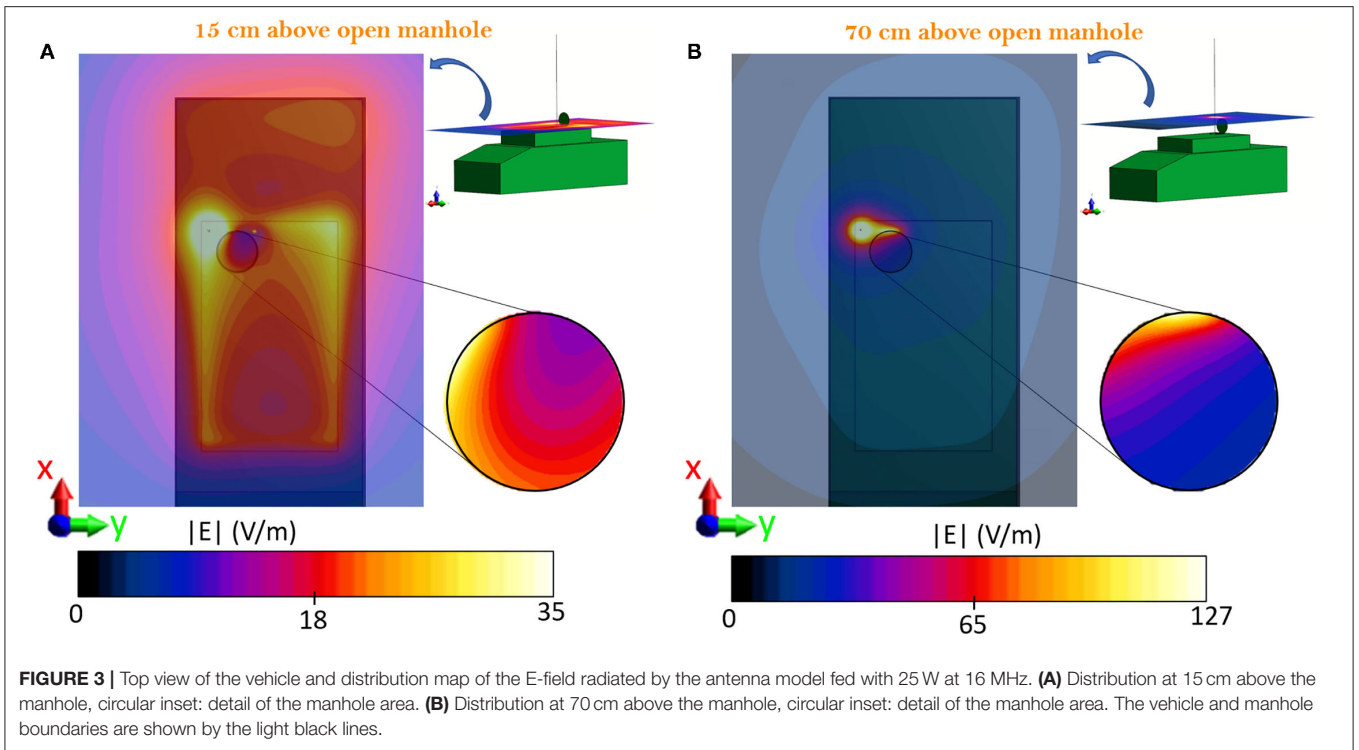 15 cm above open manhole
A
x
y
|E| (V/m)
0
18
35
70 cm above open manhole
B
x
y
|E| (V/m)
0
65
127
FIGURE 3 | Top view of the vehicle and distribution map of the E-field radiated by the antenna model fed with 25 W at 16 MHz. (A) Distribution at 15 cm above the
manhole, circular inset: detail of the manhole area. (B) Distribution at 70 cm above the manhole, circular inset: detail of the manhole area. The vehicle and manhole
boundaries are shown by the light black lines.